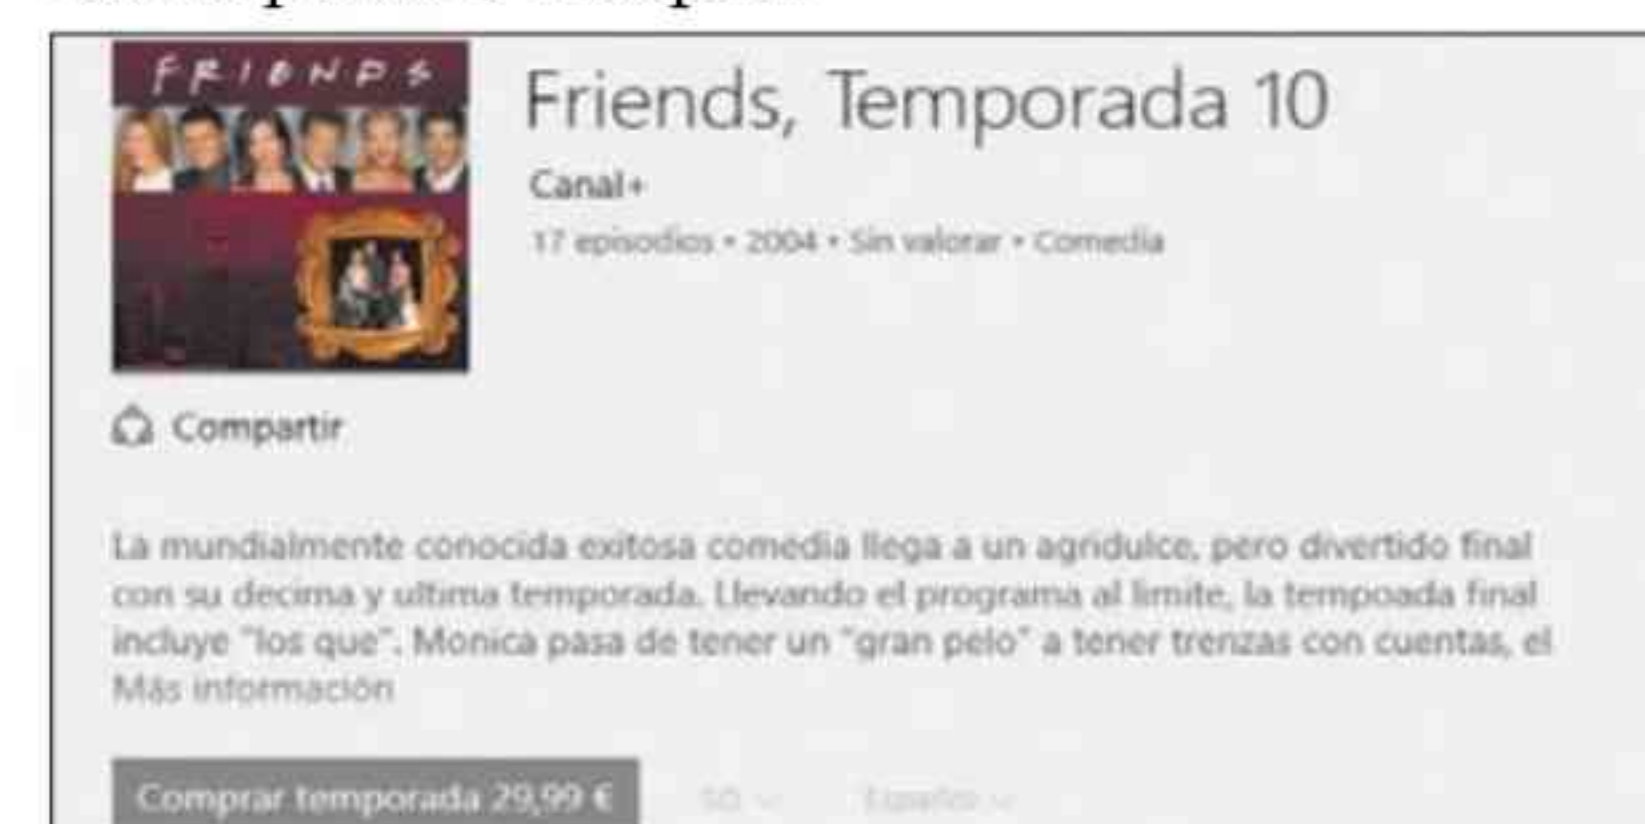 FRIENDS
Friends, Temporada 10
Canal+
17 episodios • 2004 • Sin valorar • Comedia
Compartir
La mundialmente conocida exitosa comedia llega a un agridulce, pero divertido final
con su decima y ultima temporada. Llevando el programa al limite, la tempoada final
incluye "los que". Monica pasa de tener un "gran pelo" a tener trenzas con cuentas, el
Más información
Comprar temporada 29,99 €
SD
Español